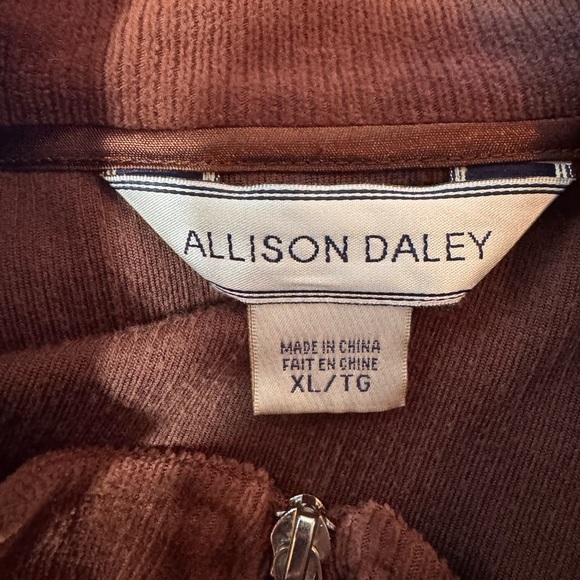 ALLISON DALEY
MADE IN CHINA
FAIT EN CHINE
XL/TG